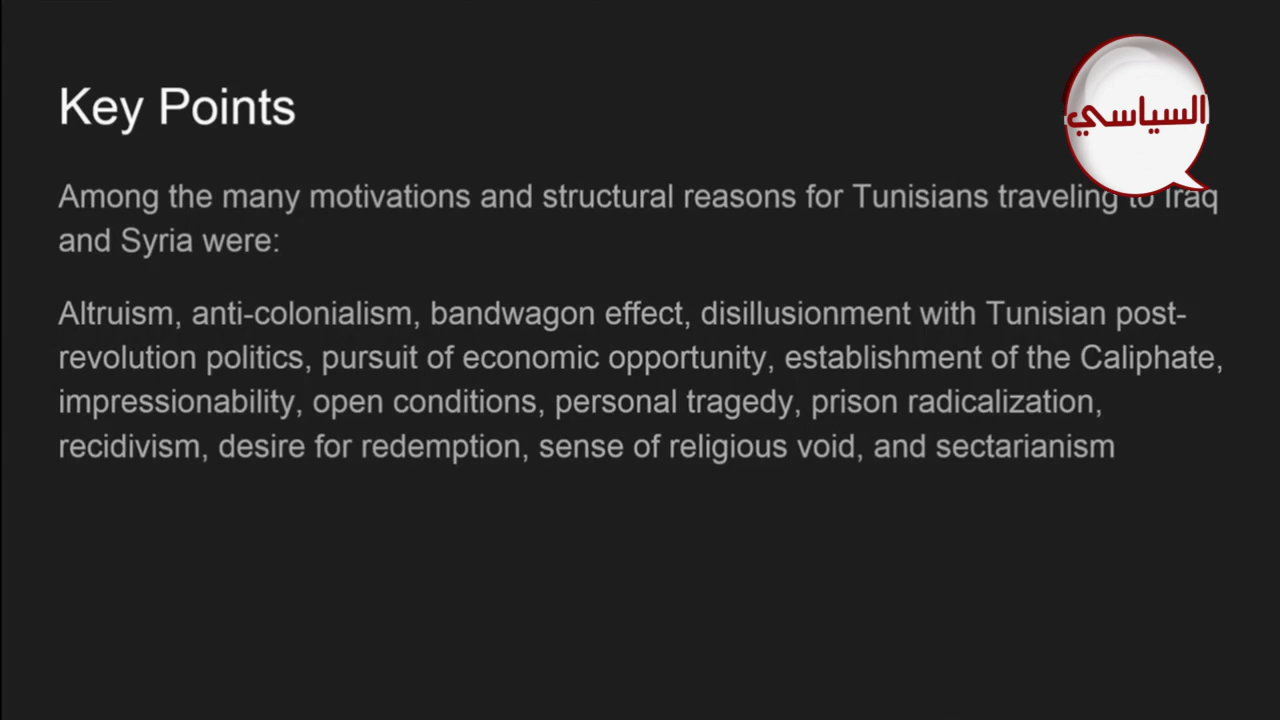 Key Points
السياسي
Among the many motivations and structural reasons for Tunisians traveling to Iraq
and Syria were:
Altruism, anti-colonialism, bandwagon effect, disillusionment with Tunisian post-
revolution politics, pursuit of economic opportunity, establishment of the Caliphate,
impressionability, open conditions, personal tragedy, prison radicalization,
recidivism, desire for redemption, sense of religious void, and sectarianism